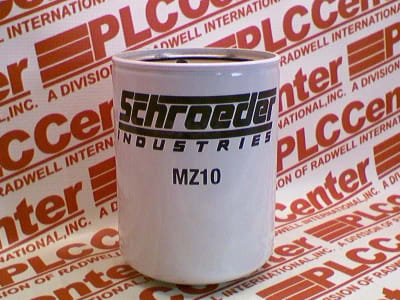 PLCCenter
A DIVISION OF RADWELL INTERNATIONAL, INC.
Schroeder
INDUSTRIES
MZ10